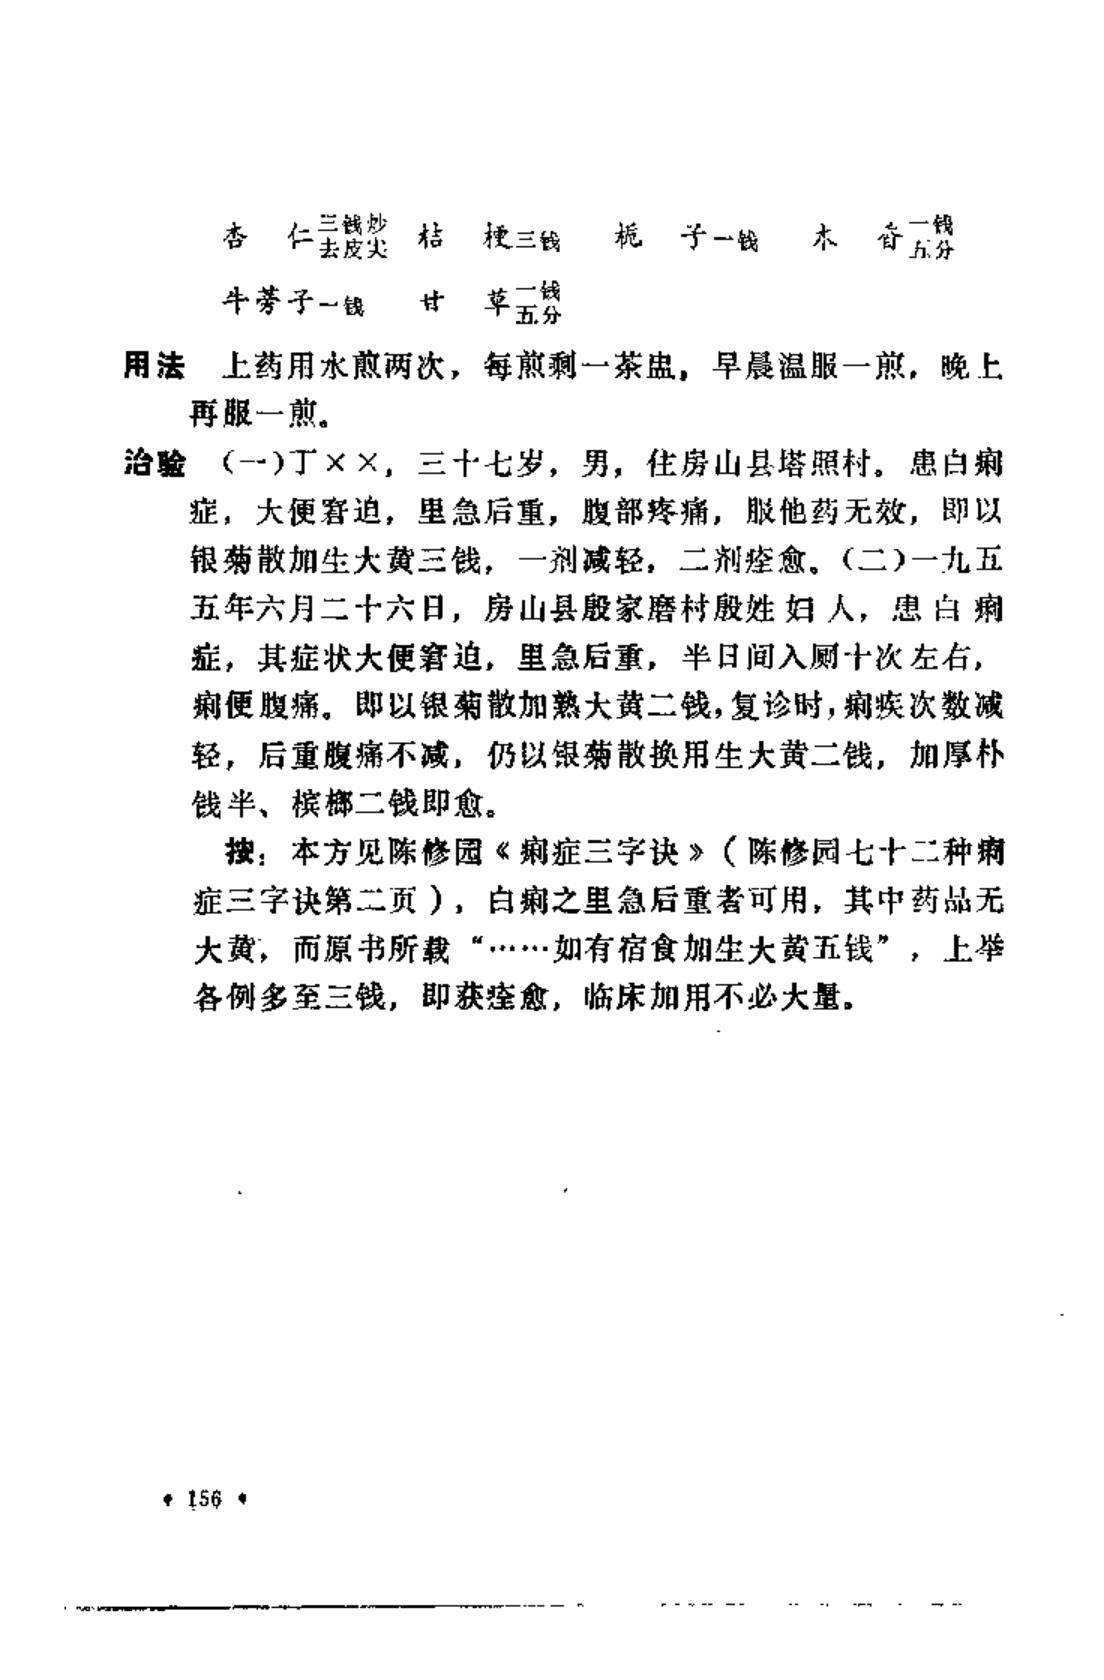 杏 仁三钱炒去皮尖 桔 梗三钱 栀 子一钱 木 香一钱五分
牛蒡子一钱 甘 草一钱五分
用法 上药用水煎两次，每煎剩一茶盅，早晨温服一煎，晚上
再服一煎。
治验 （一）丁××，三十七岁，男，住房山县塔照村。患白痢
症，大便窘迫，里急后重，腹部疼痛，服他药无效，即以
银菊散加生大黄三钱，一剂减轻，二剂痊愈。（二）一九五
五年六月二十六日，房山县殷家磨村殷姓妇人，患白痢
症，其症状大便窘迫，里急后重，半日间入厕十次左右，
痢便腹痛。即以银菊散加熟大黄二钱，复诊时，痢疾次数减
轻，后重腹痛不减，仍以银菊散换用生大黄二钱，加厚朴
钱半、槟榔二钱即愈。
按：本方见陈修园《痢症三字诀》（陈修园七十二种痢
症三字诀第二页），白痢之里急后重者可用，其中药品无
大黄，而原书所载“……如有宿食加生大黄五钱”，上举
各例多至三钱，即获痊愈，临床加用不必大量。
• 156 •